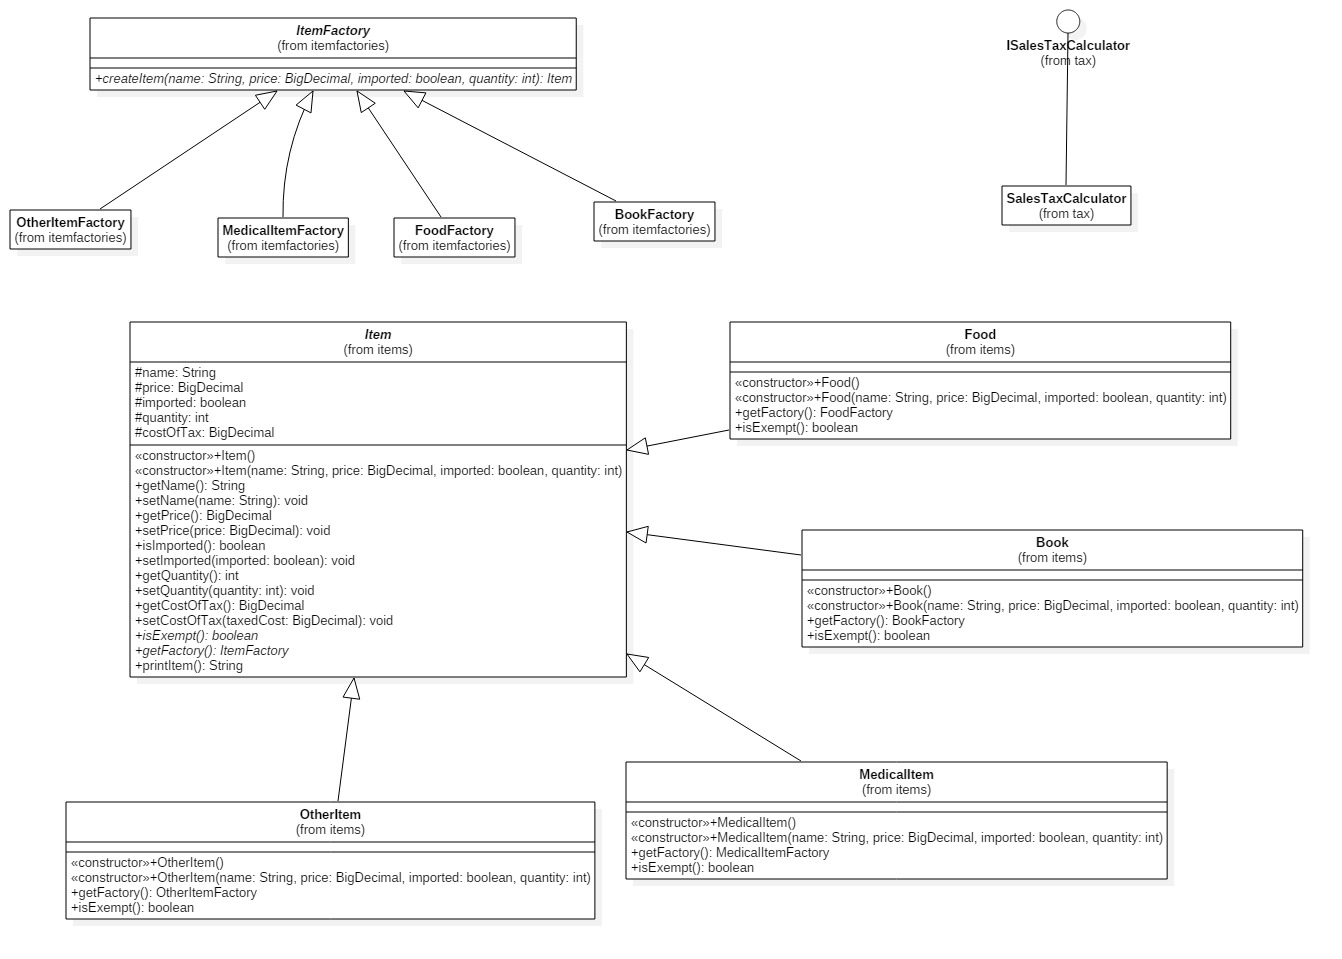 ItemFactory
(from itemfactories)
+createItem(name: String, price: BigDecimal, imported: boolean, quantity: int): Item
ISalesTaxCalculator
(from tax)
OtherItemFactory
(from itemfactories)
MedicalItemFactory
(from itemfactories)
FoodFactory
(from itemfactories)
BookFactory
(from itemfactories)
SalesTaxCalculator
(from tax)
Item
(from items)
#name: String
#price: BigDecimal
#imported: boolean
#quantity: int
#costOfTax: BigDecimal
«constructor»+Item()
«constructor»+Item(name: String, price: BigDecimal, imported: boolean, quantity: int)
+getName(): String
+setName(name: String): void
+getPrice(): BigDecimal
+setPrice(price: BigDecimal): void
+isImported(): boolean
+setImported(imported: boolean): void
+getQuantity(): int
+setQuantity(quantity: int): void
+getCostOfTax(): BigDecimal
+setCostOfTax(taxedCost: BigDecimal): void
+isExempt(): boolean
+getFactory(): ItemFactory
+printItem(): String
Food
(from items)
«constructor»+Food()
«constructor»+Food(name: String, price: BigDecimal, imported: boolean, quantity: int)
+getFactory(): FoodFactory
+isExempt(): boolean
Book
(from items)
«constructor»+Book()
«constructor»+Book(name: String, price: BigDecimal, imported: boolean, quantity: int)
+getFactory(): BookFactory
+isExempt(): boolean
MedicalItem
(from items)
«constructor»+MedicalItem()
«constructor»+MedicalItem(name: String, price: BigDecimal, imported: boolean, quantity: int)
+getFactory(): MedicalItemFactory
+isExempt(): boolean
OtherItem
(from items)
«constructor»+OtherItem()
«constructor»+OtherItem(name: String, price: BigDecimal, imported: boolean, quantity: int)
+getFactory(): OtherItemFactory
+isExempt(): boolean